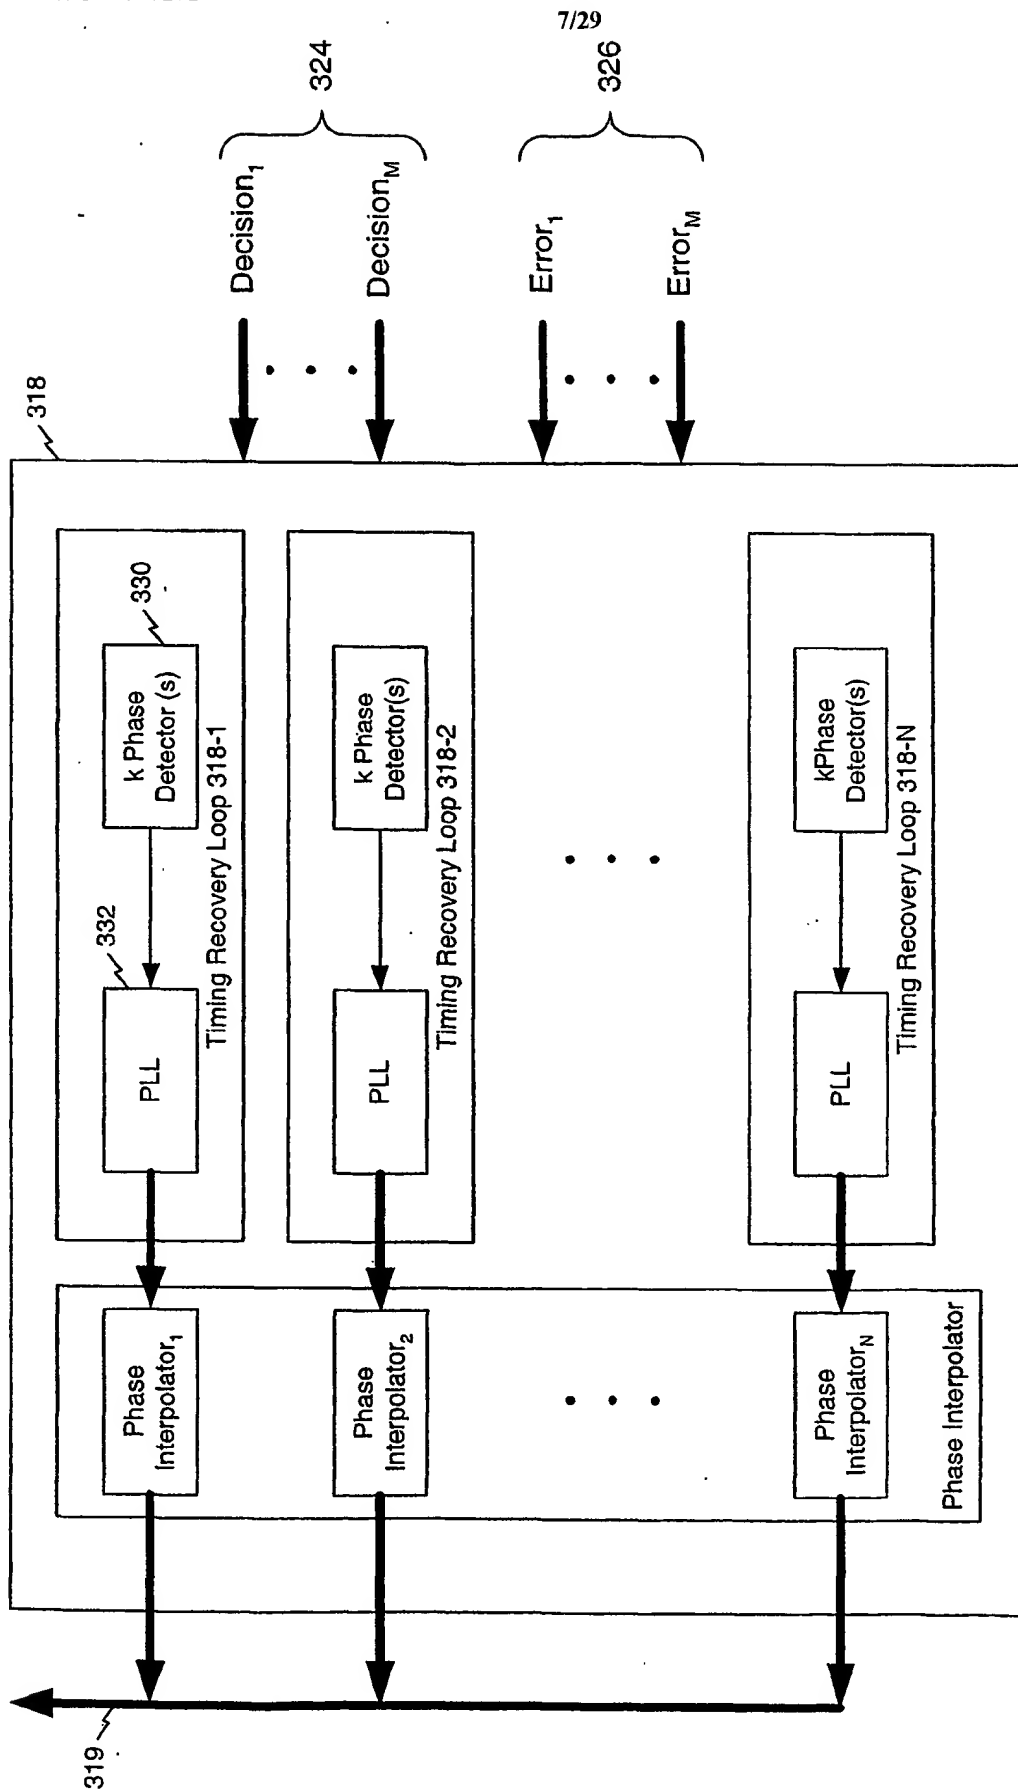 7/29
318
324
326
Decision1
DecisionM
Error1
ErrorM
330
k Phase
Detector (s)
332
PLL
Timing Recovery Loop 318-1
Phase
Interpolator1
k Phase
Detector(s)
PLL
Timing Recovery Loop 318-2
Phase
Interpolator2
kPhase
Detector(s)
PLL
Timing Recovery Loop 318-N
Phase
InterpolatorN
Phase Interpolator
319